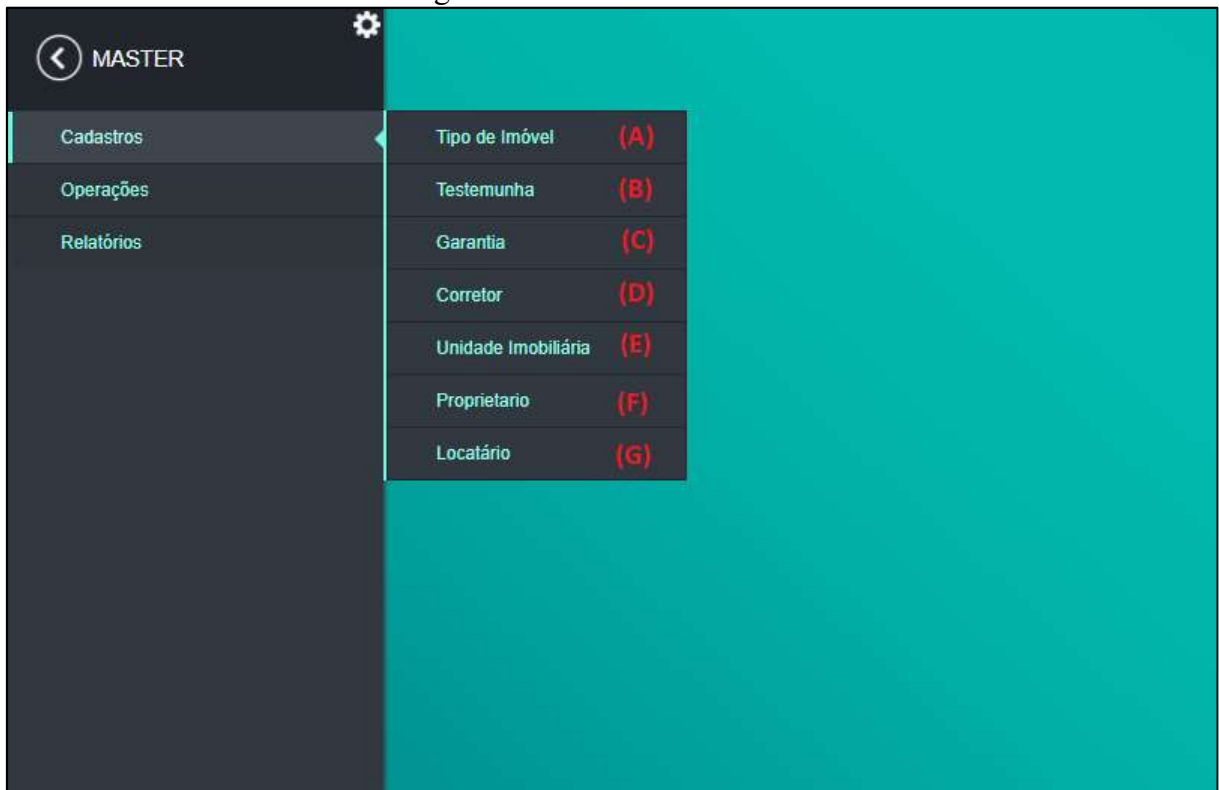 MASTER
Cadastros
Operações
Relatórios
Tipo de Imóvel (A)
Testemunha (B)
Garantia (C)
Corretor (D)
Unidade Imobiliária (E)
Proprietario (F)
Locatário (G)